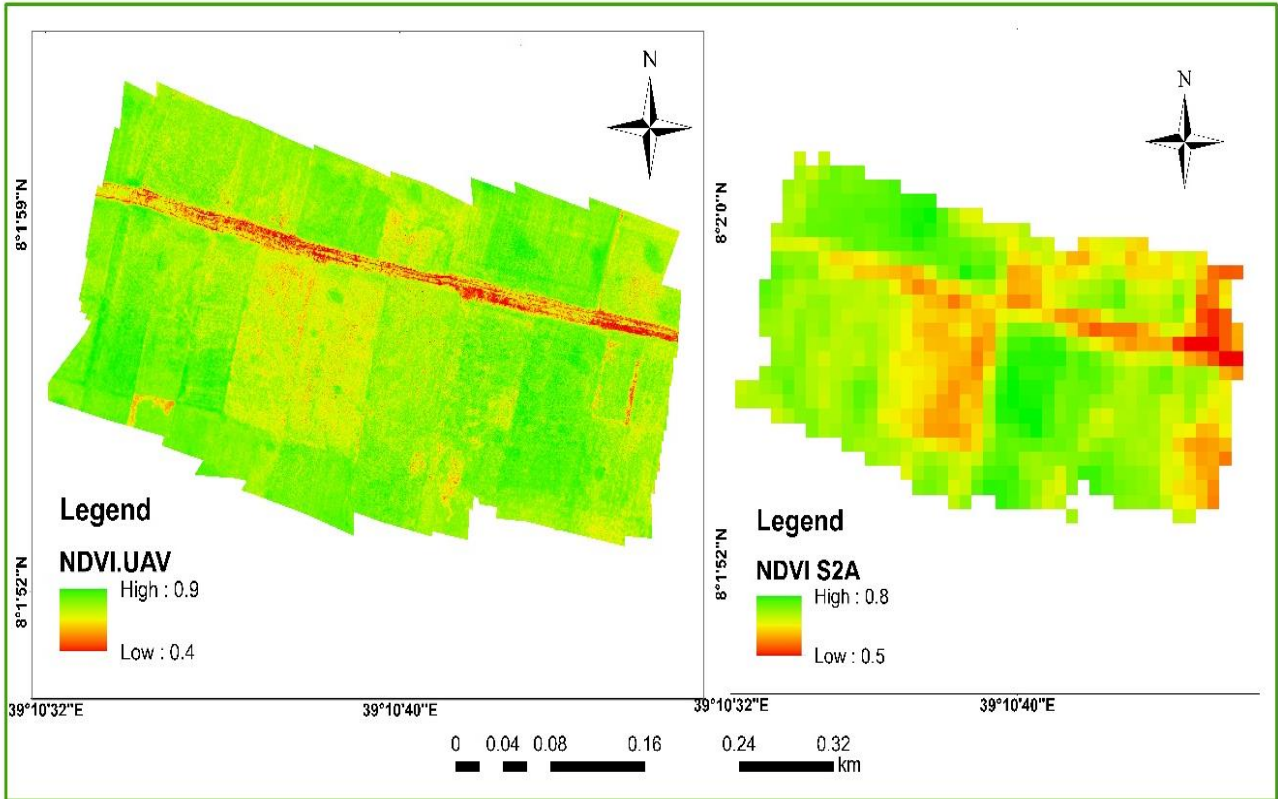 N
8°1'59"N
8°1'52"N
Legend
NDVI.UAV
High : 0.9
Low : 0.4
39°10'32"E
39°10'40"E
N
8°2'0"N
8°1'52"N
Legend
NDVI S2A
High : 0.8
Low : 0.5
39°10'32"E
39°10'40"E
0 0.04 0.08 0.16 0.24 0.32
km